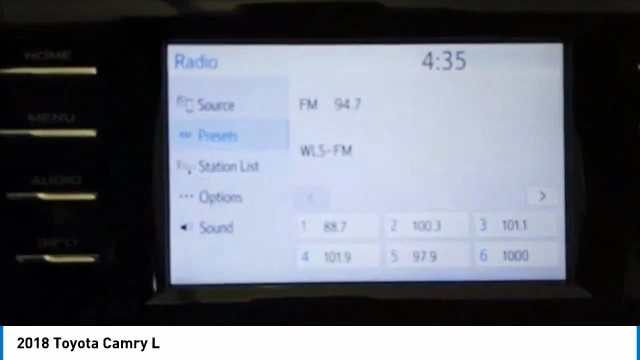 HOME
MENU
AUDIO
INFO
Radio
4:35
Source
Presets
Station List
Options
Sound
FM 94.7
WLS-FM
1 88.7
2 100.3
3 101.1
4 101.9
5 97.9
6 1000
2018 Toyota Camry L